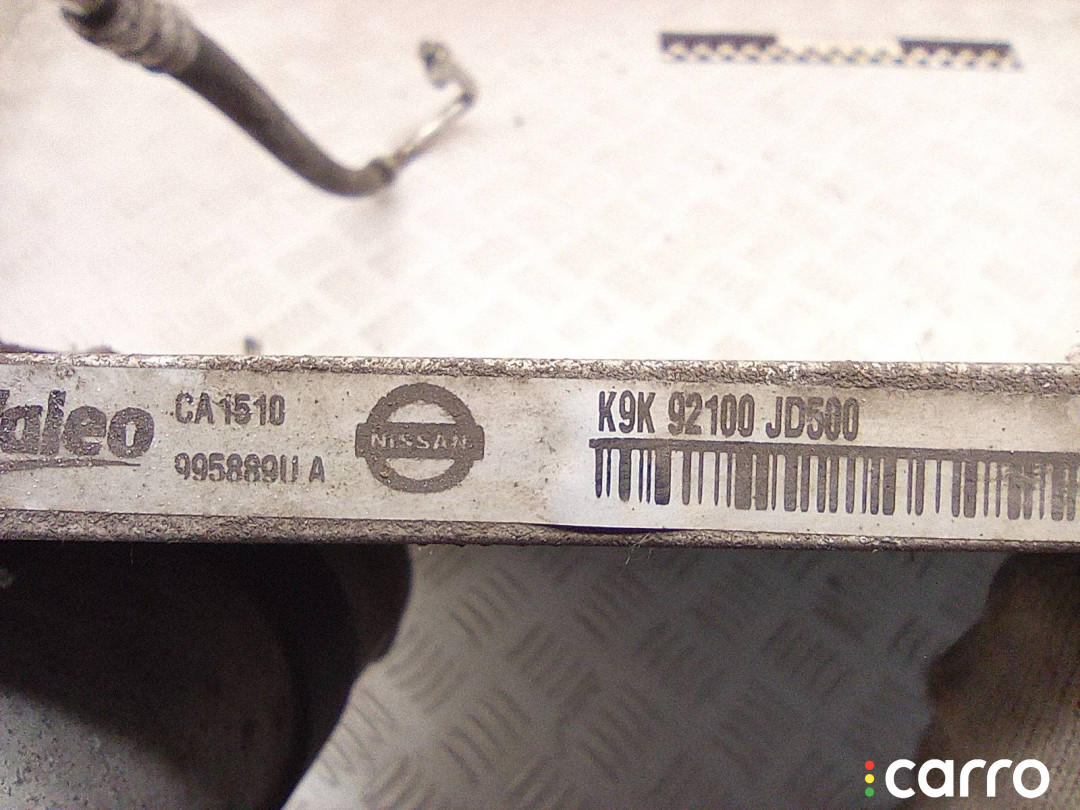 Valeo
CA1510
995889U A
NISSAN
K9K 92100 JD500
carro